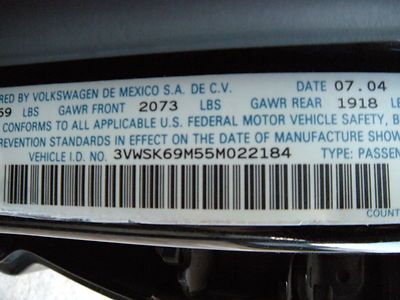 RED BY VOLKSWAGEN DE MEXICO S.A. DE C.V. DATE 07.04
69 LBS GAWR FRONT 2073 LBS GAWR REAR 1918 LB
CONFORMS TO ALL APPLICABLE U.S. FEDERAL MOTOR VEHICLE SAFETY,
REVENTION STANDARDS IN EFFECT ON THE DATE OF MANUFACTURE SHOW
VEHICLE I.D. NO. 3VWSK69M55M022184 TYPE: PASSEN
COUNT